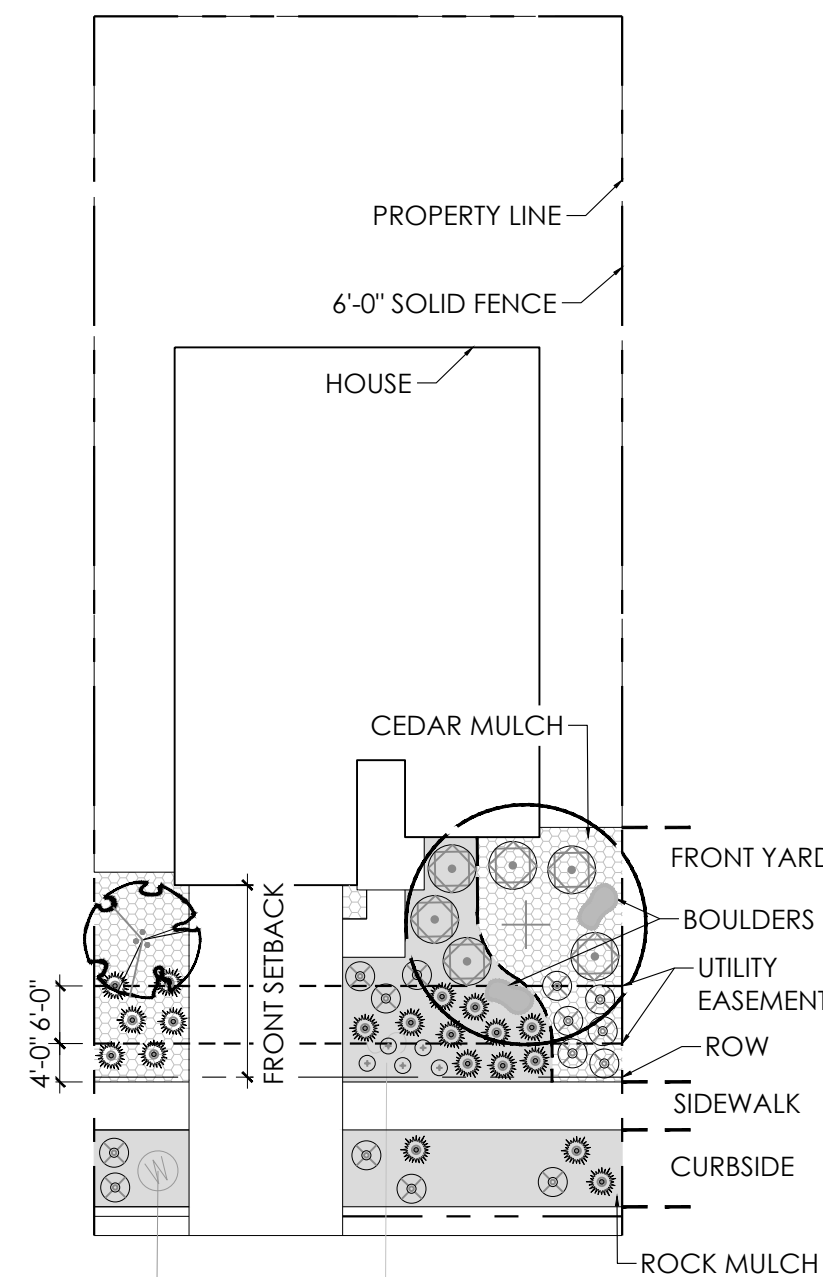 PROPERTY LINE
6'-0" SOLID FENCE
HOUSE
CEDAR MULCH
FRONT YARD
BOULDERS
UTILITY
EASEMENT
FRONT SETBACK
4'-0" 6'-0"
ROW
SIDEWALK
CURBSIDE
W
ROCK MULCH